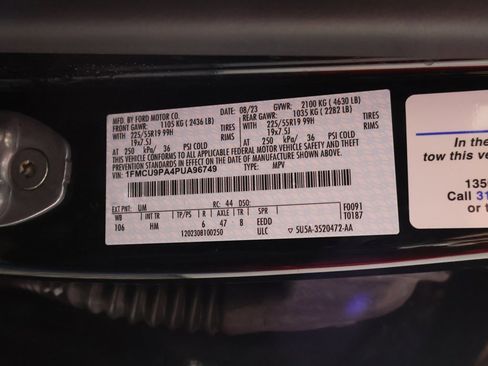 MFD. BY FORD MOTOR CO.
DATE: 08/23 GVWR: 2100 KG ( 4630 LB)
FRONT GAWR: 1105 KG ( 2436 LB) REAR GAWR: 1035 KG ( 2282 LB)
225/55R19 99H TIRES 225/55R19 99H TIRES
19x7.5J RIMS 19x7.5J RIMS
AT 250 kPa/ 36 PSI COLD AT 250 kPa/ 36 PSI COLD
THIS VEHICLE CONFORMS TO ALL APPLICABLE FEDERAL MOTOR VEHICLE SAFETY AND THEFT
PREVENTION STANDARDS IN EFFECT ON THE DATE OF MANUFACTURE SHOWN ABOVE.
VIN: 1FMCU9PA4PUA96749 TYPE: MPV
EXT PNT: UM RC: 44 DSO: F0091
WB INT TR TP/PS R AXLE TR SPR T0187
106 HM 6 47 8 EEDD
1202308100250 ULC 5U5A-3520472-AA
In the
tow this ve
135
Call 31
or t